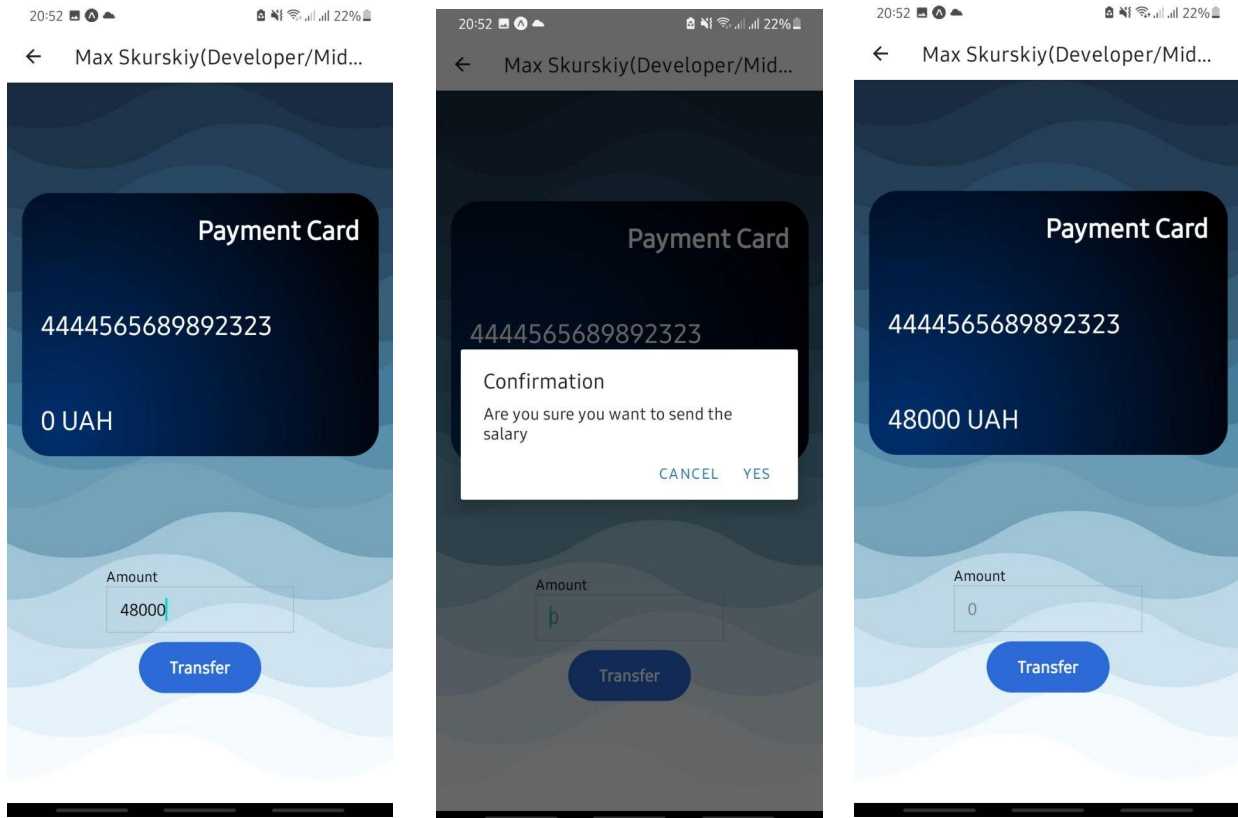 20:52 22%
Max Skurskiy(Developer/Mid...
Payment Card
4444565689892323
0 UAH
Amount
48000
Transfer
20:52 22%
Max Skurskiy(Developer/Mid...
Payment Card
4444565689892323
Confirmation
Are you sure you want to send the
salary
CANCEL YES
Amount
0
Transfer
20:52 22%
Max Skurskiy(Developer/Mid...
Payment Card
4444565689892323
48000 UAH
Amount
0
Transfer